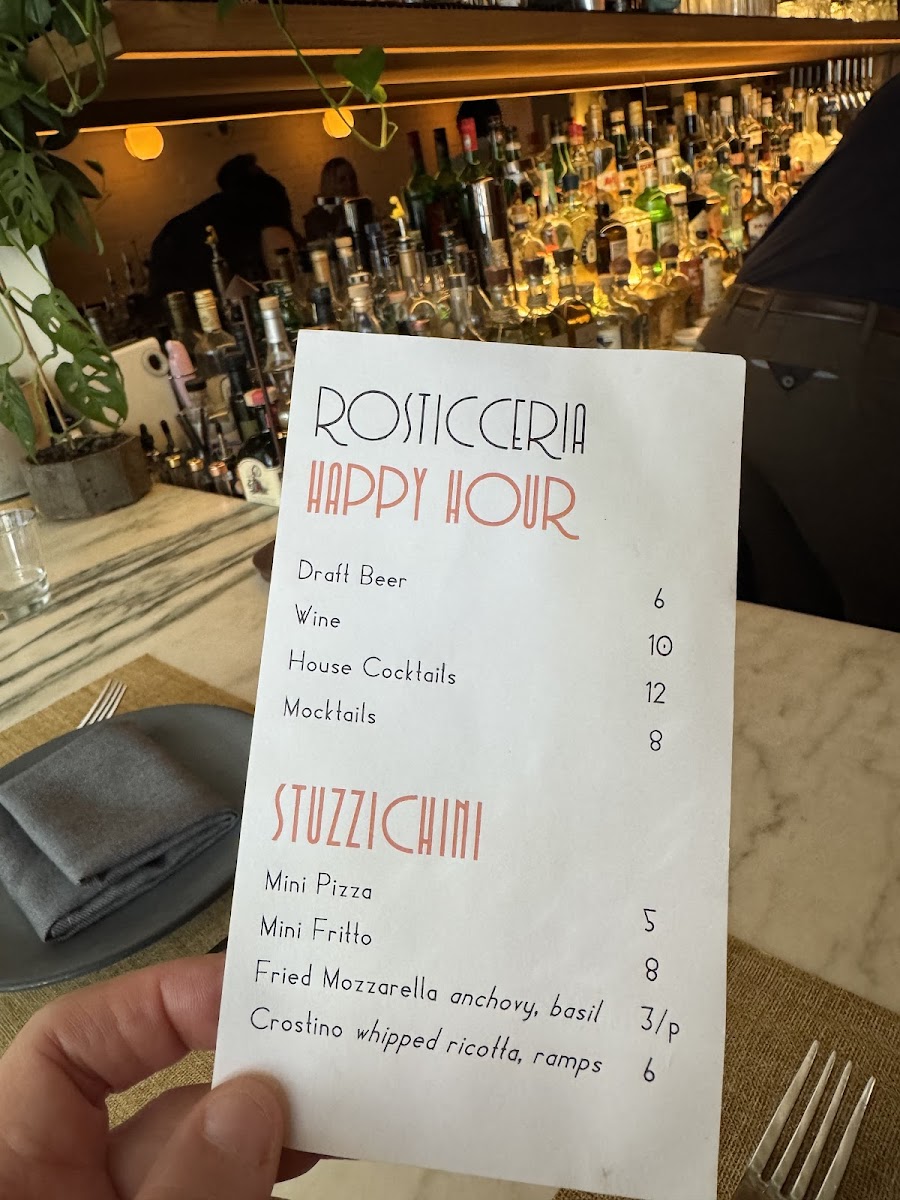 ROSTICCERIA
HAPPY HOUR
Draft Beer 6
Wine 10
House Cocktails 12
Mocktails 8
STUZZICHINI
Mini Pizza 5
Mini Fritto 8
Fried Mozzarella anchovy, basil 3/p
Crostino whipped ricotta, ramps 6